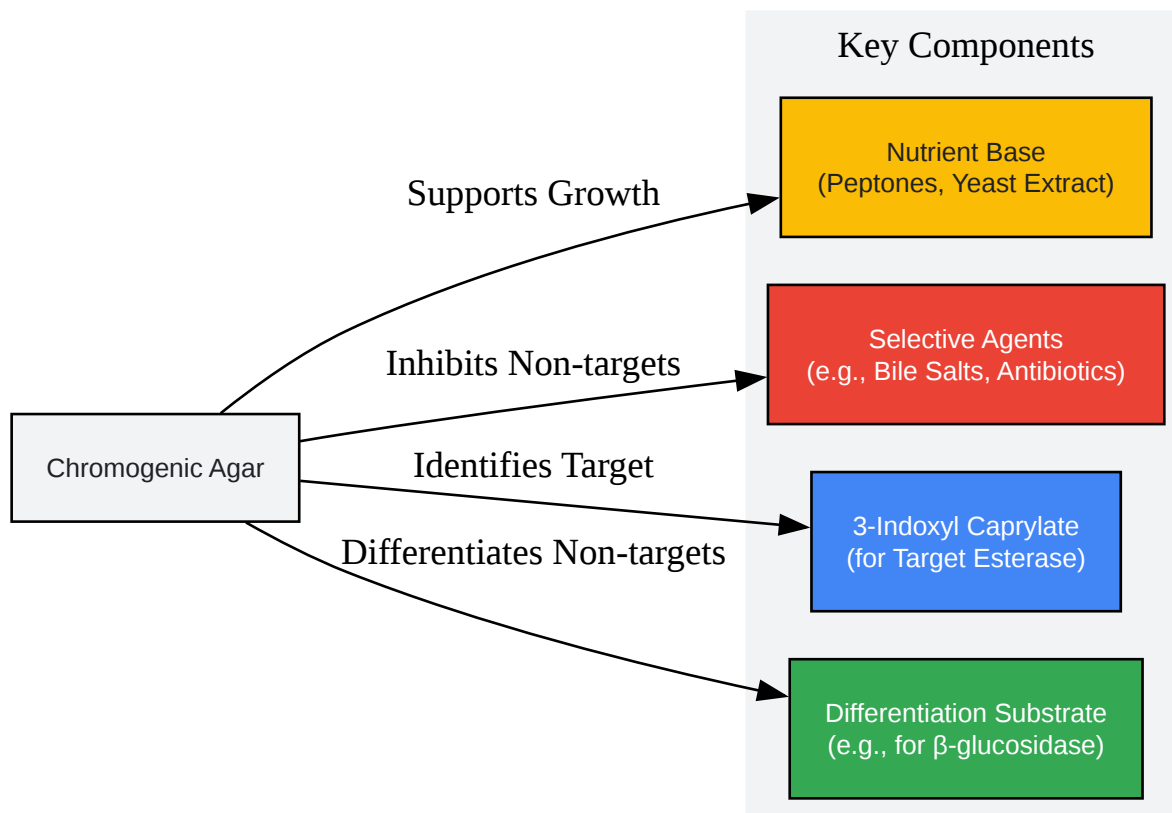 Key Components
Nutrient Base
(Peptones, Yeast Extract)
Supports Growth
Selective Agents
(e.g., Bile Salts, Antibiotics)
Inhibits Non-targets
Chromogenic Agar
Identifies Target
3-Indoxyl Caprylate
(for Target Esterase)
Differentiates Non-targets
Differentiation Substrate
(e.g., for β-glucosidase)